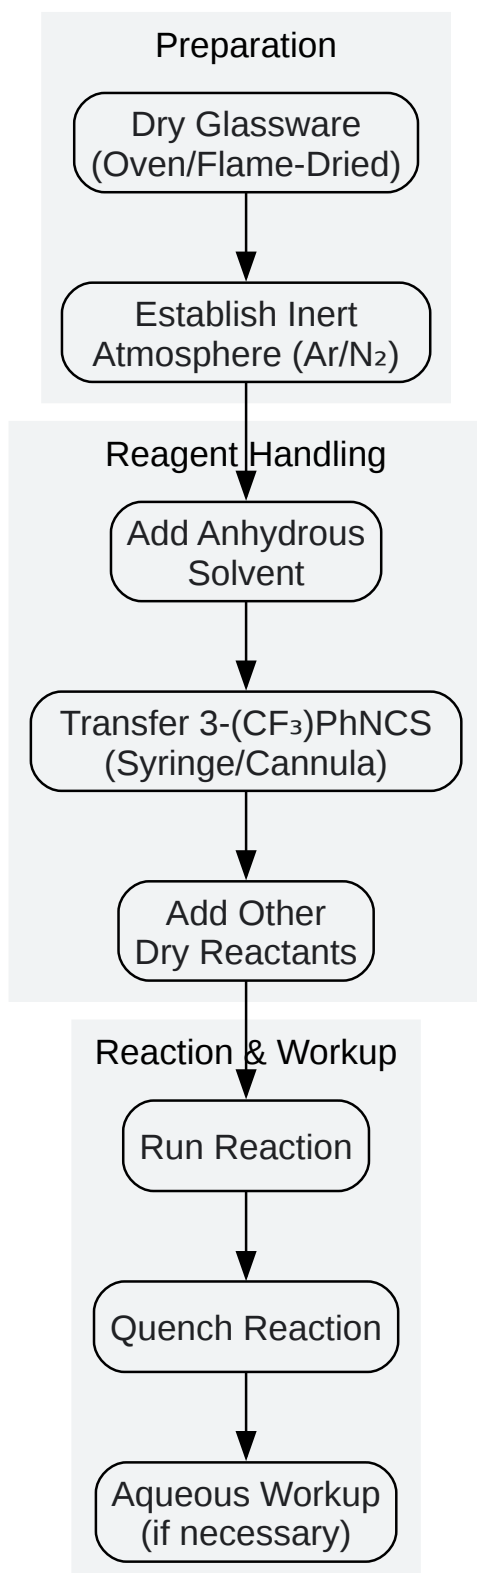 Preparation
Dry Glassware
(Oven/Flame-Dried)
Establish Inert
Atmosphere (Ar/N₂)
Reagent Handling
Add Anhydrous
Solvent
Transfer 3-(CF₃)PhNCS
(Syringe/Cannula)
Add Other
Dry Reactants
Reaction & Workup
Run Reaction
Quench Reaction
Aqueous Workup
(if necessary)